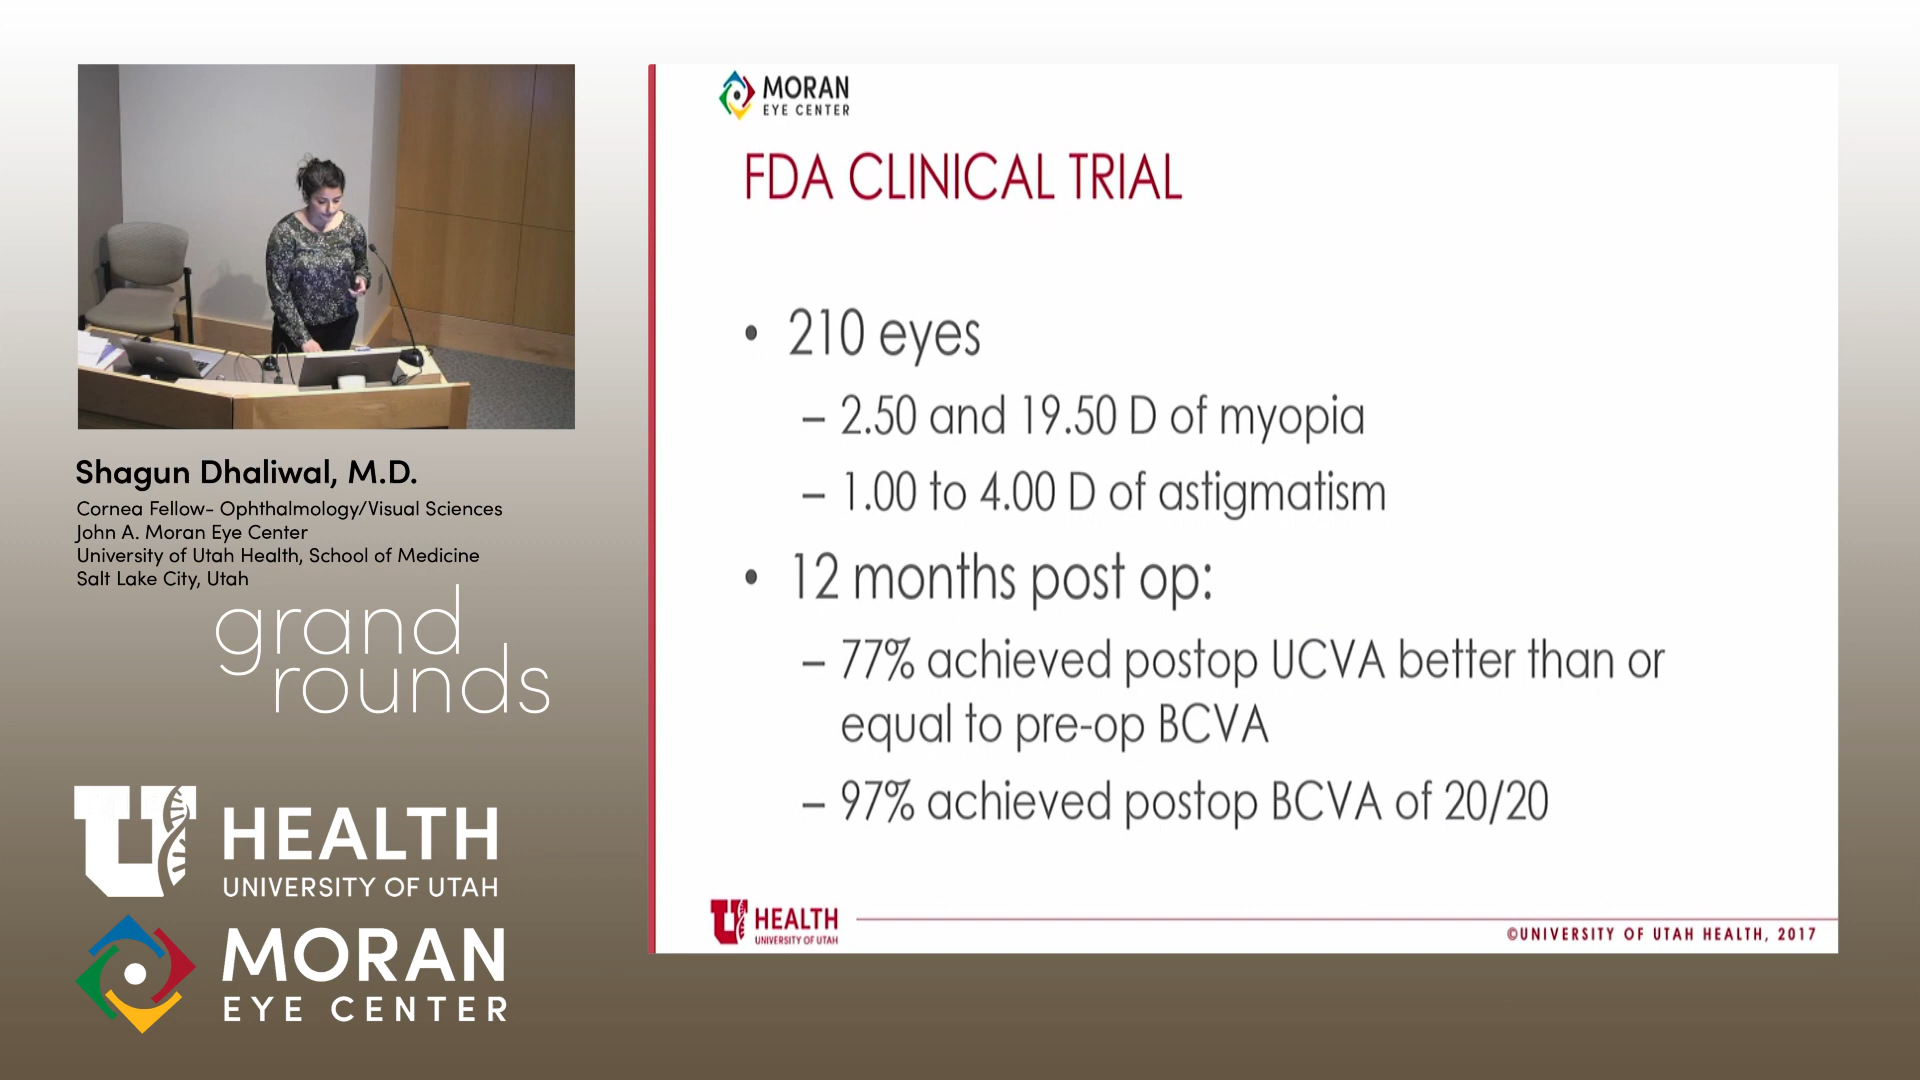 MORAN
EYE CENTER
FDA CLINICAL TRIAL
• 210 eyes
– 2.50 and 19.50 D of myopia
– 1.00 to 4.00 D of astigmatism
• 12 months post op:
– 77% achieved postop UCVA better than or
equal to pre-op BCVA
– 97% achieved postop BCVA of 20/20
U HEALTH
UNIVERSITY OF UTAH
©UNIVERSITY OF UTAH HEALTH, 2017
Shagun Dhaliwal, M.D.
Cornea Fellow- Ophthalmology/Visual Sciences
John A. Moran Eye Center
University of Utah Health, School of Medicine
Salt Lake City, Utah
grand
rounds
U HEALTH
UNIVERSITY OF UTAH
MORAN
EYE CENTER